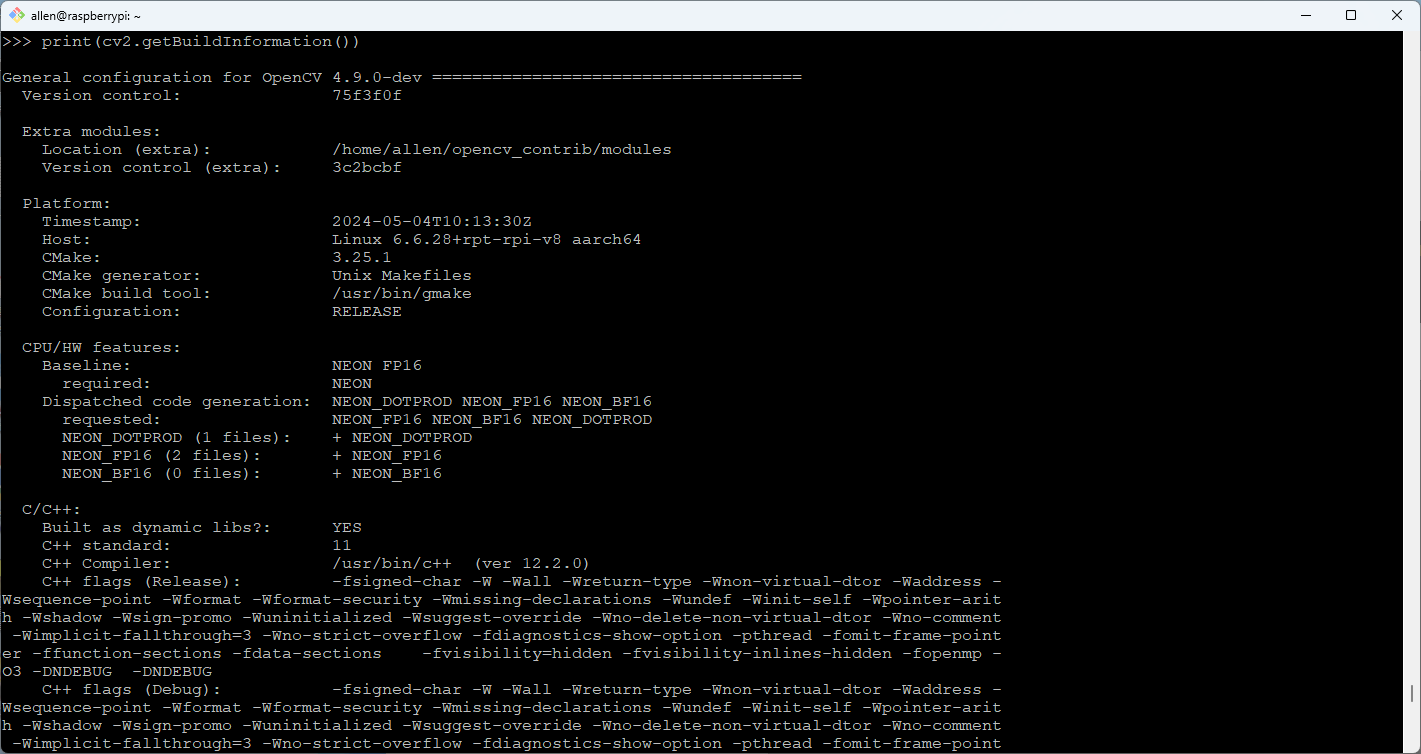 allen@raspberrypi: ~
>>> print(cv2.getBuildInformation())
General configuration for OpenCV 4.9.0-dev =====================================
  Version control:               75f3f0f
  Extra modules:
    Location (extra):            /home/allen/opencv_contrib/modules
    Version control (extra):     3c2bcbf
  Platform:
    Timestamp:                   2024-05-04T10:13:30Z
    Host:                        Linux 6.6.28+rpt-rpi-v8 aarch64
    CMake:                       3.25.1
    CMake generator:             Unix Makefiles
    CMake build tool:            /usr/bin/gmake
    Configuration:               RELEASE
  CPU/HW features:
    Baseline:                    NEON FP16
      required:                  NEON
    Dispatched code generation:  NEON_DOTPROD NEON_FP16 NEON_BF16
      requested:                 NEON_FP16 NEON_BF16 NEON_DOTPROD
      NEON_DOTPROD (1 files):    + NEON_DOTPROD
      NEON_FP16 (2 files):       + NEON_FP16
      NEON_BF16 (0 files):       + NEON_BF16
  C/C++:
    Built as dynamic libs?:      YES
    C++ standard:                11
    C++ Compiler:                /usr/bin/c++  (ver 12.2.0)
    C++ flags (Release):         -fsigned-char -W -Wall -Wreturn-type -Wnon-virtual-dtor -Waddress -
Wsequence-point -Wformat -Wformat-security -Wmissing-declarations -Wundef -Winit-self -Wpointer-arit
h -Wshadow -Wsign-promo -Wuninitialized -Wsuggest-override -Wno-delete-non-virtual-dtor -Wno-comment
 -Wimplicit-fallthrough=3 -Wno-strict-overflow -fdiagnostics-show-option -pthread -fomit-frame-point
er -ffunction-sections -fdata-sections    -fvisibility=hidden -fvisibility-inlines-hidden -fopenmp -
O3 -DNDEBUG  -DNDEBUG
    C++ flags (Debug):           -fsigned-char -W -Wall -Wreturn-type -Wnon-virtual-dtor -Waddress -
Wsequence-point -Wformat -Wformat-security -Wmissing-declarations -Wundef -Winit-self -Wpointer-arit
h -Wshadow -Wsign-promo -Wuninitialized -Wsuggest-override -Wno-delete-non-virtual-dtor -Wno-comment
 -Wimplicit-fallthrough=3 -Wno-strict-overflow -fdiagnostics-show-option -pthread -fomit-frame-point